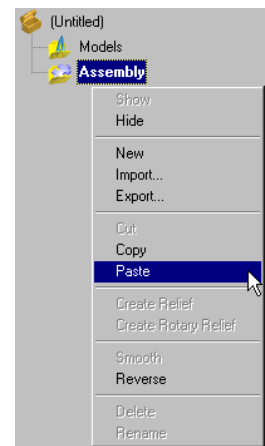 (Untitled)
Models
Assembly
Show
Hide
New
Import...
Export...
Cut
Copy
Paste
Create Relief
Create Rotary Relief
Smooth
Reverse
Delete
Rename